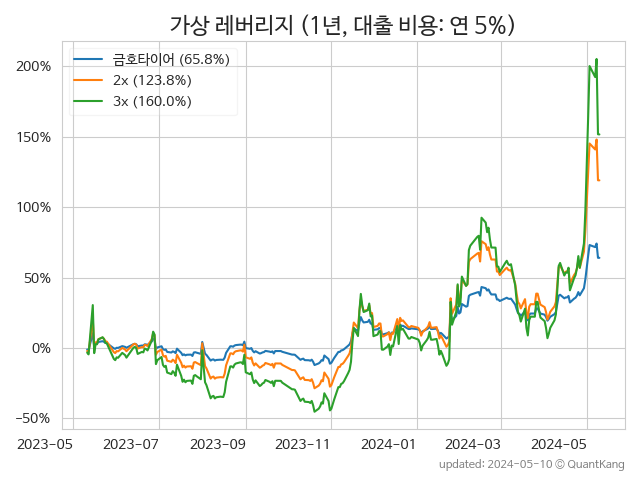 가상 레버리지 (1년, 대출 비용: 연 5%)
금호타이어 (65.8%)
2x (123.8%)
3x (160.0%)
200%
150%
100%
50%
0%
−50%
2023-05 2023-07 2023-09 2023-11 2024-01 2024-03 2024-05
updated: 2024-05-10 © QuantKang